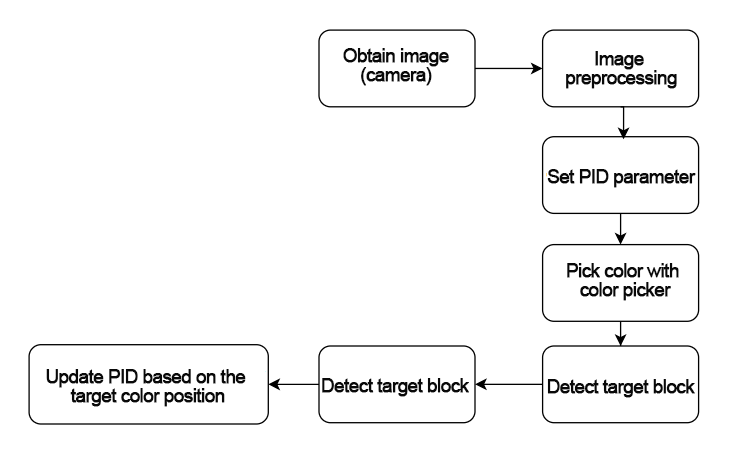 Obtain image
(camera)
Image
preprocessing
Set PID parameter
Pick color with
color picker
Detect target block
Detect target block
Update PID based on the
target color position